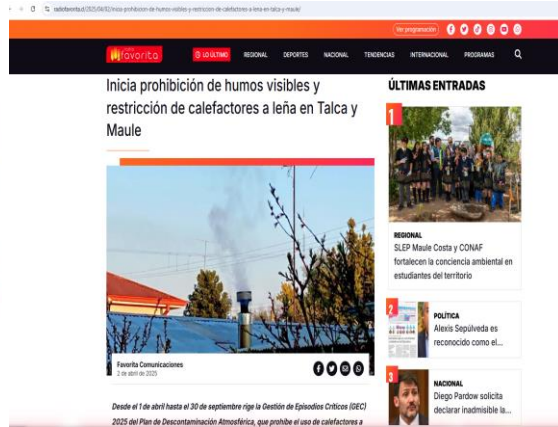 radiofavorita.cl/2025/04/02/inicia-prohibicion-de-humos-visibles-y-restriccion-de-calefactores-a-lena-en-talca-y-maule/
Ver programación
favorita
LO ÚLTIMO
REGIONAL
DEPORTES
NACIONAL
TENDENCIAS
INTERNACIONAL
PROGRAMAS
Inicia prohibición de humos visibles y
restricción de calefactores a leña en Talca y
Maule
Favorita Comunicaciones
2 de abril de 2025
Desde el 1 de abril hasta el 30 de septiembre rige la Gestión de Episodios Críticos (GEC)
2025 del Plan de Descontaminación Atmosférica, que prohíbe el uso de calefactores a
ÚLTIMAS ENTRADAS
1
REGIONAL
SLEP Maule Costa y CONAF
fortalecen la conciencia ambiental en
estudiantes del territorio
2
POLÍTICA
Alexis Sepúlveda es
reconocido como el...
3
NACIONAL
Diego Pardow solicita
declarar inadmisible la...